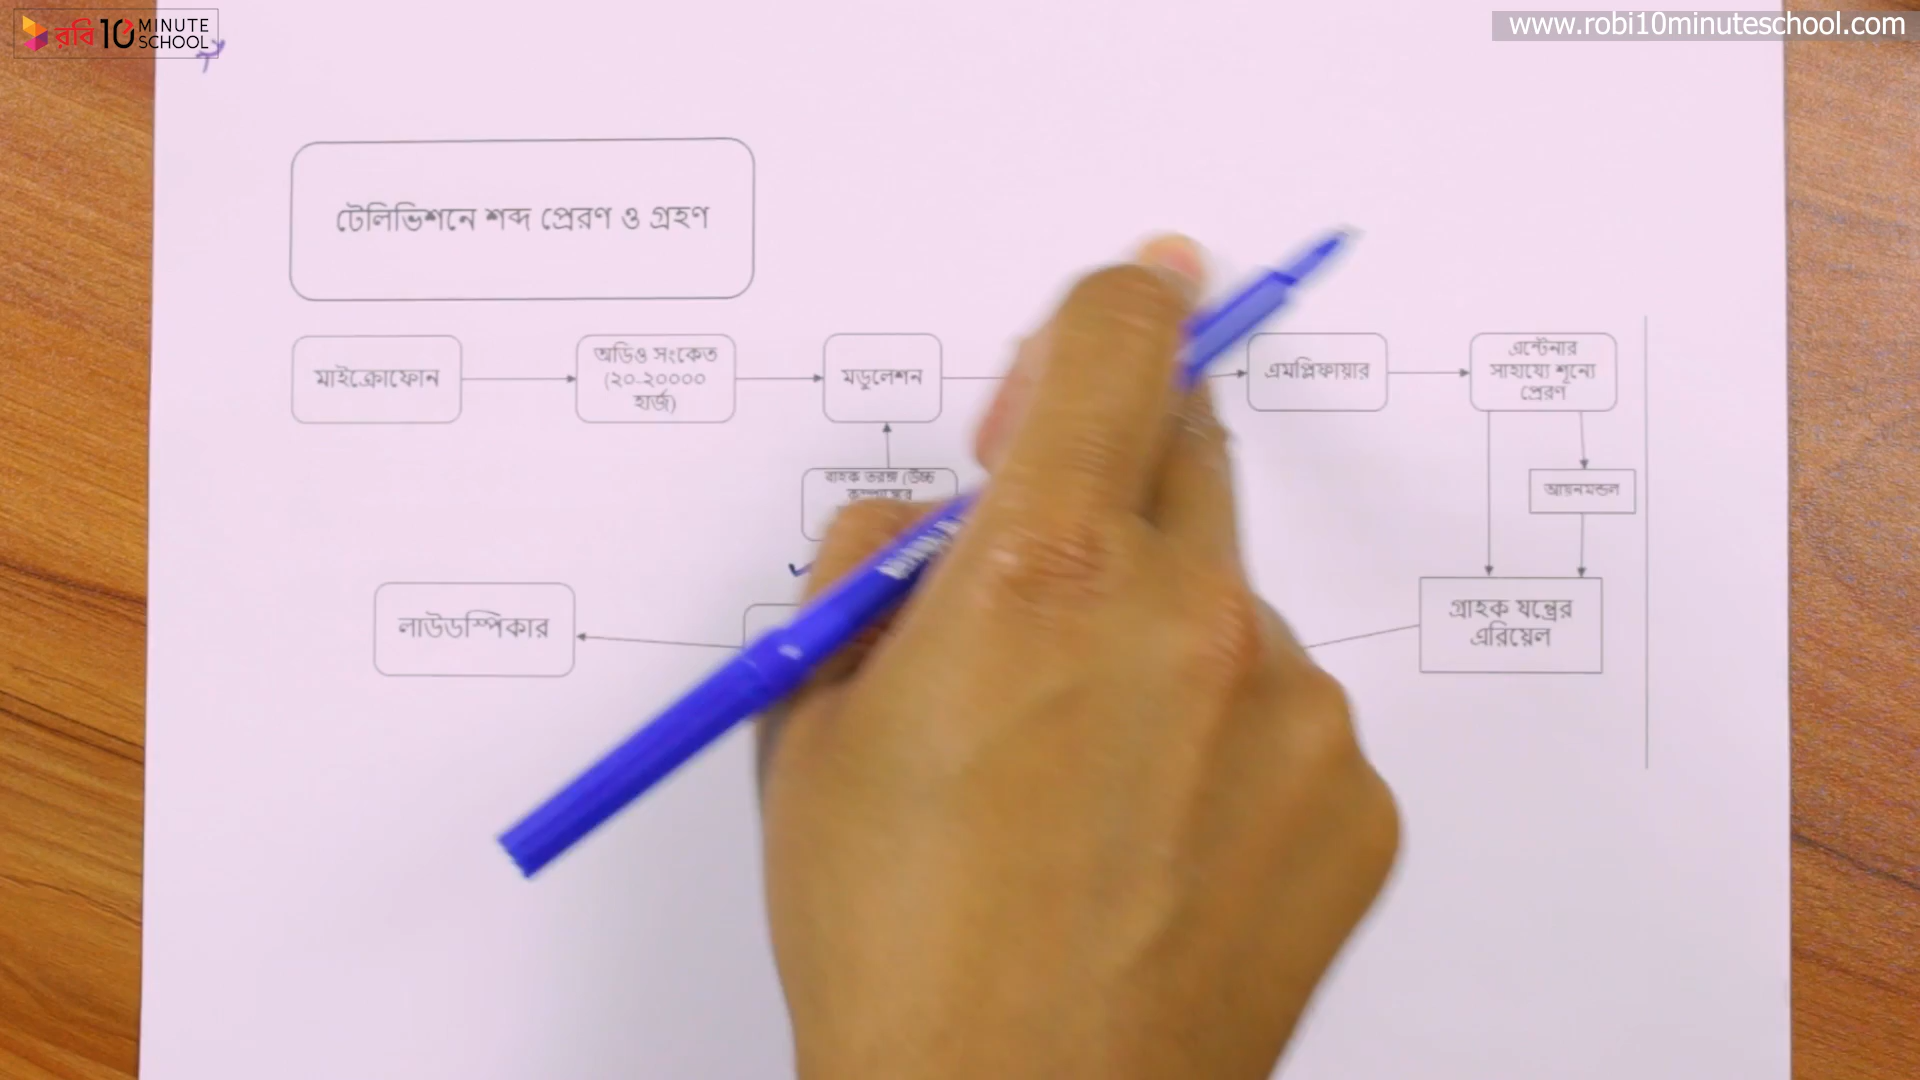 রবি 10 MINUTE SCHOOL
www.robi10minuteschool.com
টেলিভিশনে শব্দ প্রেরণ ও গ্রহণ
মাইক্রোফোন
অডিও সংকেত
(২০-২০০০০
হার্জ)
মডুলেশন
এমপ্লিফায়ার
এন্টেনার
সাহায্যে শূন্যে
প্রেরণ
বাহক তরঙ্গ (উচ্চ
আয়নমন্ডল
লাউডস্পিকার
গ্রাহক যন্ত্রের
এরিয়েল